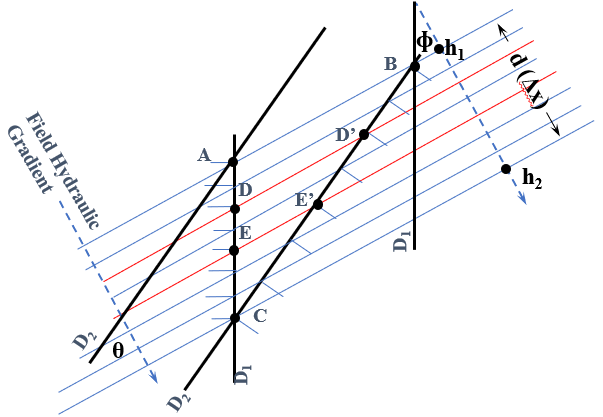 ϕ
h1
B
d (Δx)
Field Hydraulic
Gradient
A
D'
D
h2
E'
E
D1
C
D2
θ
D1
D2